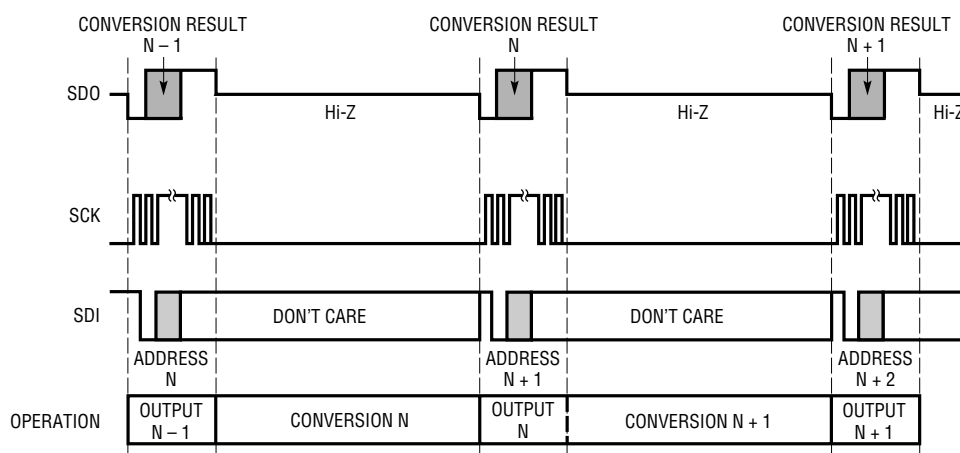 CONVERSION RESULT
N – 1
CONVERSION RESULT
N
CONVERSION RESULT
N + 1
SDO
Hi-Z
Hi-Z
Hi-Z
SCK
SDI
DON'T CARE
DON'T CARE
ADDRESS
N
ADDRESS
N + 1
ADDRESS
N + 2
OPERATION
OUTPUT
N – 1
CONVERSION N
OUTPUT
N
CONVERSION N + 1
OUTPUT
N + 1